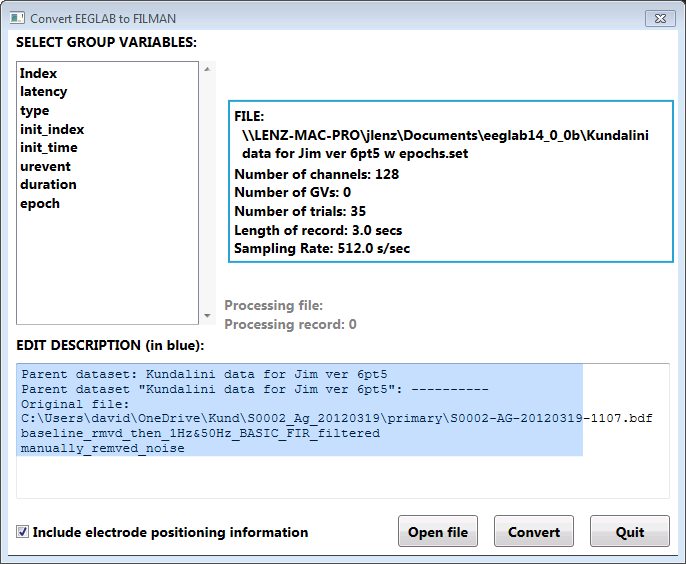 Convert EEGLAB to FILMAN
SELECT GROUP VARIABLES:
Index
latency
type
init_index
init_time
urevent
duration
epoch
FILE:
\\LENZ-MAC-PRO\jlenz\Documents\eeglab14_0_0b\Kundalini
data for Jim ver 6pt5 w epochs.set
Number of channels: 128
Number of GVs: 0
Number of trials: 35
Length of record: 3.0 secs
Sampling Rate: 512.0 s/sec
Processing file:
Processing record: 0
EDIT DESCRIPTION (in blue):
Parent dataset: Kundalini data for Jim ver 6pt5
Parent dataset "Kundalini data for Jim ver 6pt5": ----------
Original file:
C:\Users\david\OneDrive\Kund\S0002_Ag_20120319\primary\S0002-AG-20120319-1107.bdf
baseline_rmvd_then_1Hz&50Hz_BASIC_FIR_filtered
manually_remved_noise
Include electrode positioning information
Open file
Convert
Quit